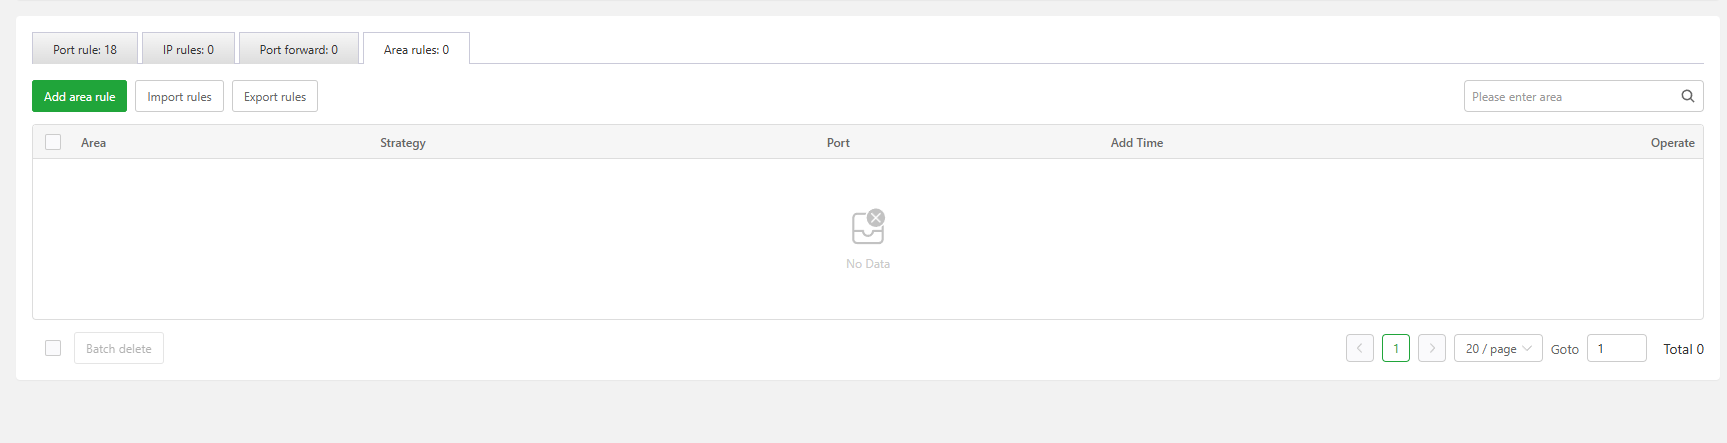 Port rule: 18 IP rules: 0 Port forward: 0 Area rules: 0
Add area rule Import rules Export rules Please enter area
Area Strategy Port Add Time Operate
No Data
Batch delete 1 20 / page Goto 1 Total 0